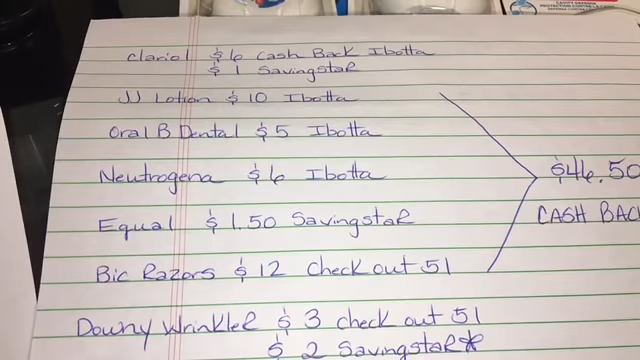 Clariol $6 Cash Back Ibotta
$1 SavingStar
JJ Lotion $10 Ibotta
Oral B Dental $5 Ibotta
Neutrogena $6 Ibotta
$46.50
Equal $1.50 SavingStar
CASH BAC
Bic Razors $12 Check out 51
Downy Wrinkler $3 check out 51
$2 SavingStar*